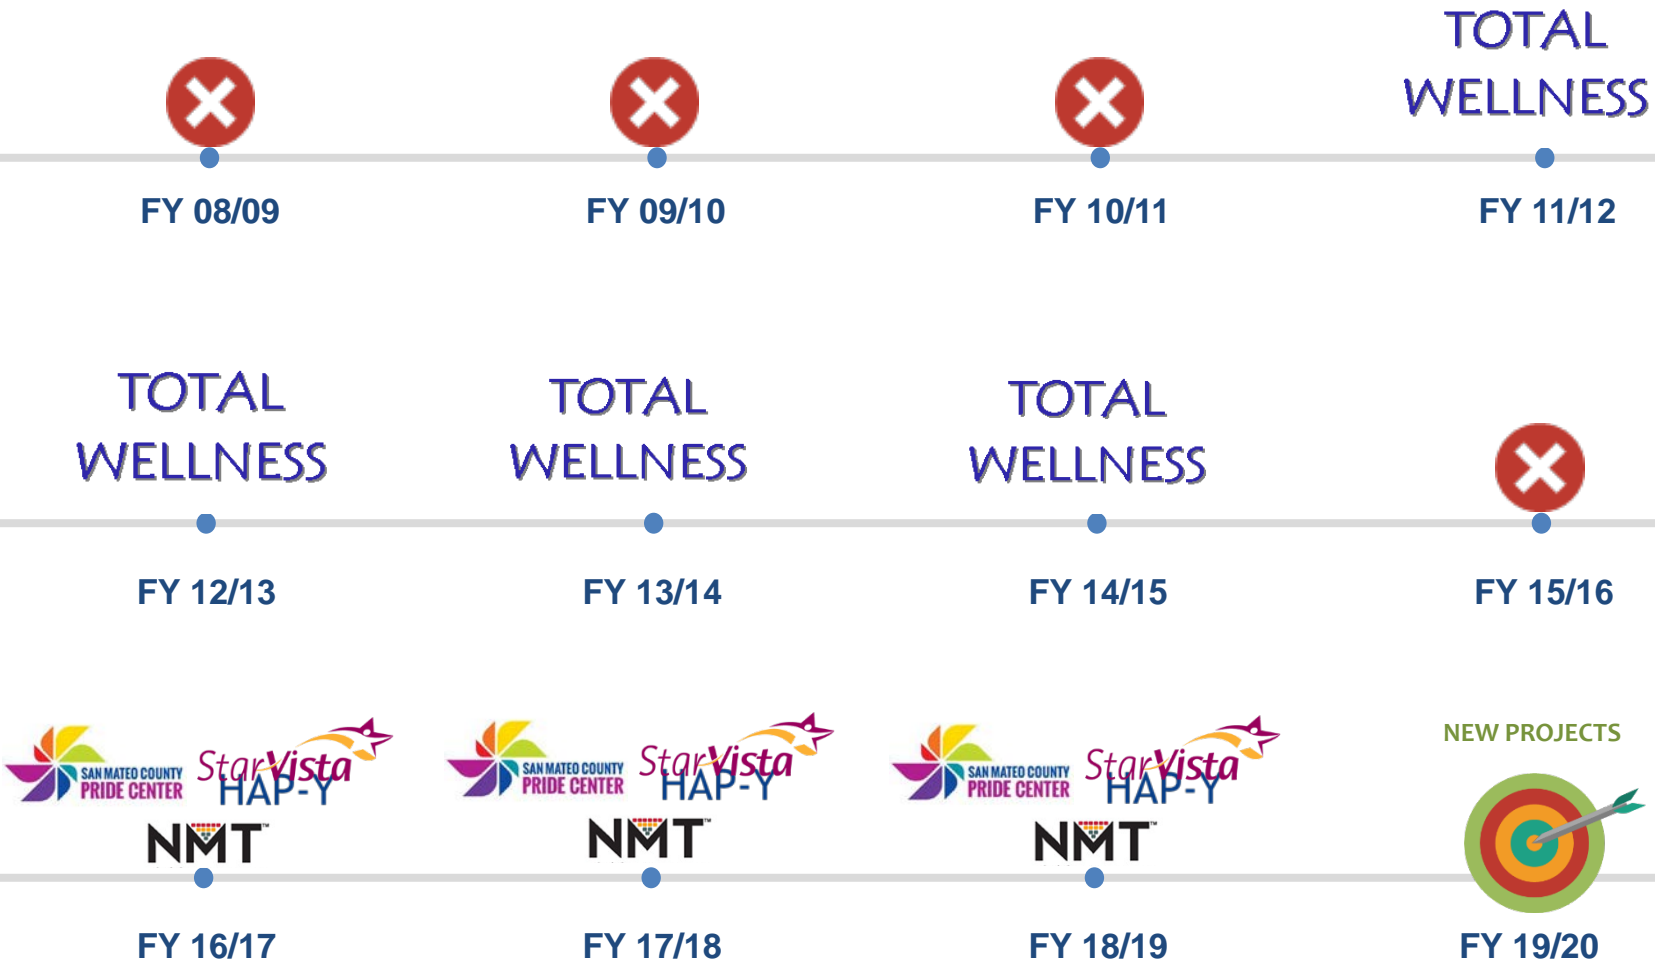 TOTAL
WELLNESS
FY 08/09
FY 09/10
FY 10/11
FY 11/12
TOTAL
WELLNESS
TOTAL
WELLNESS
TOTAL
WELLNESS
FY 12/13
FY 13/14
FY 14/15
FY 15/16
SAN MATEO COUNTY
PRIDE CENTER
StarVista
HAP-Y
NMT™
SAN MATEO COUNTY
PRIDE CENTER
StarVista
HAP-Y
NMT™
SAN MATEO COUNTY
PRIDE CENTER
StarVista
HAP-Y
NMT™
NEW PROJECTS
FY 16/17
FY 17/18
FY 18/19
FY 19/20